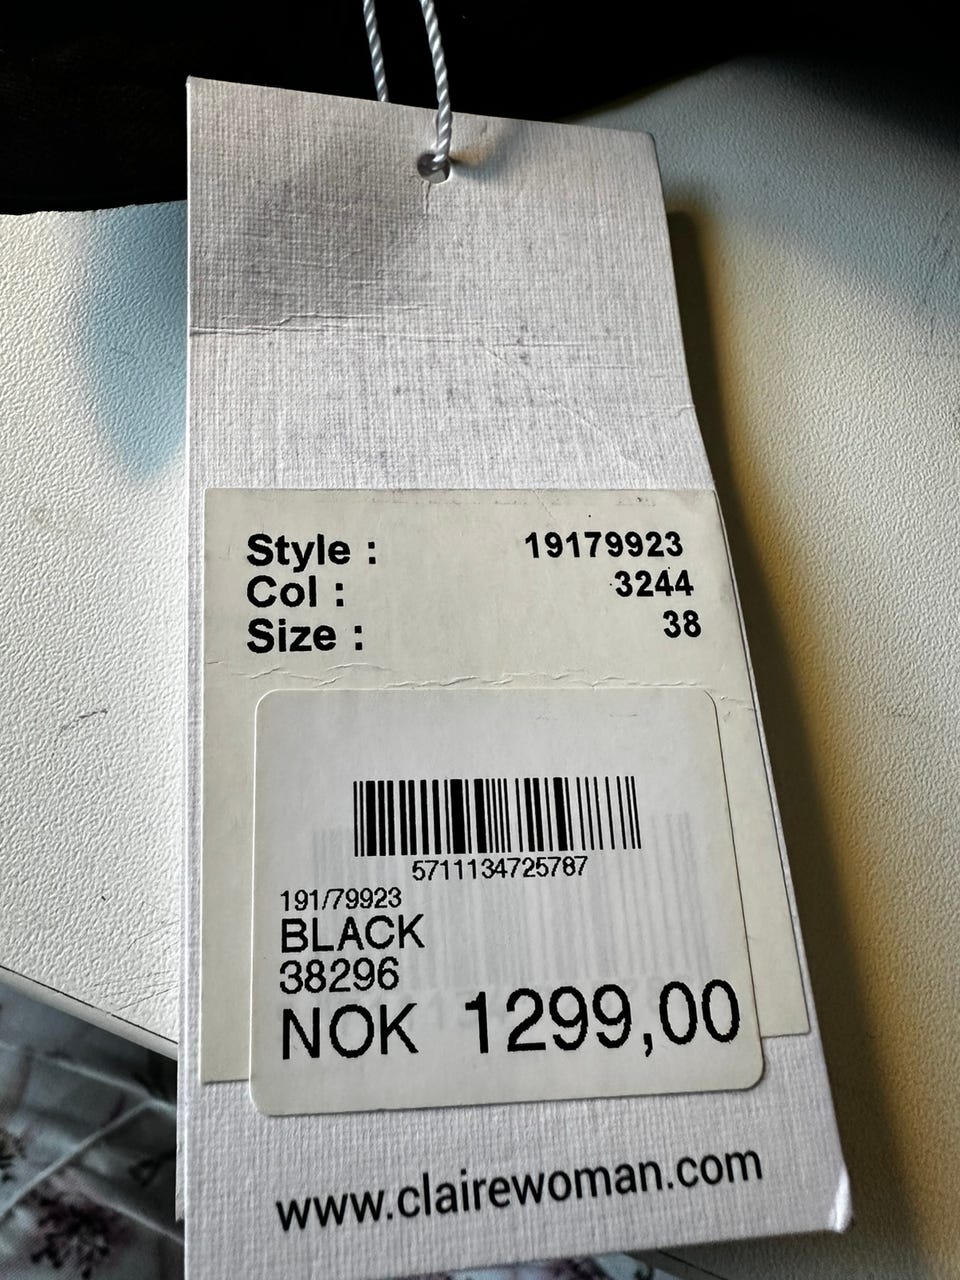 Style : 19179923
Col : 3244
Size : 38
5711134725787
191/79923
BLACK
38296
NOK 1299,00
www.clairewoman.com